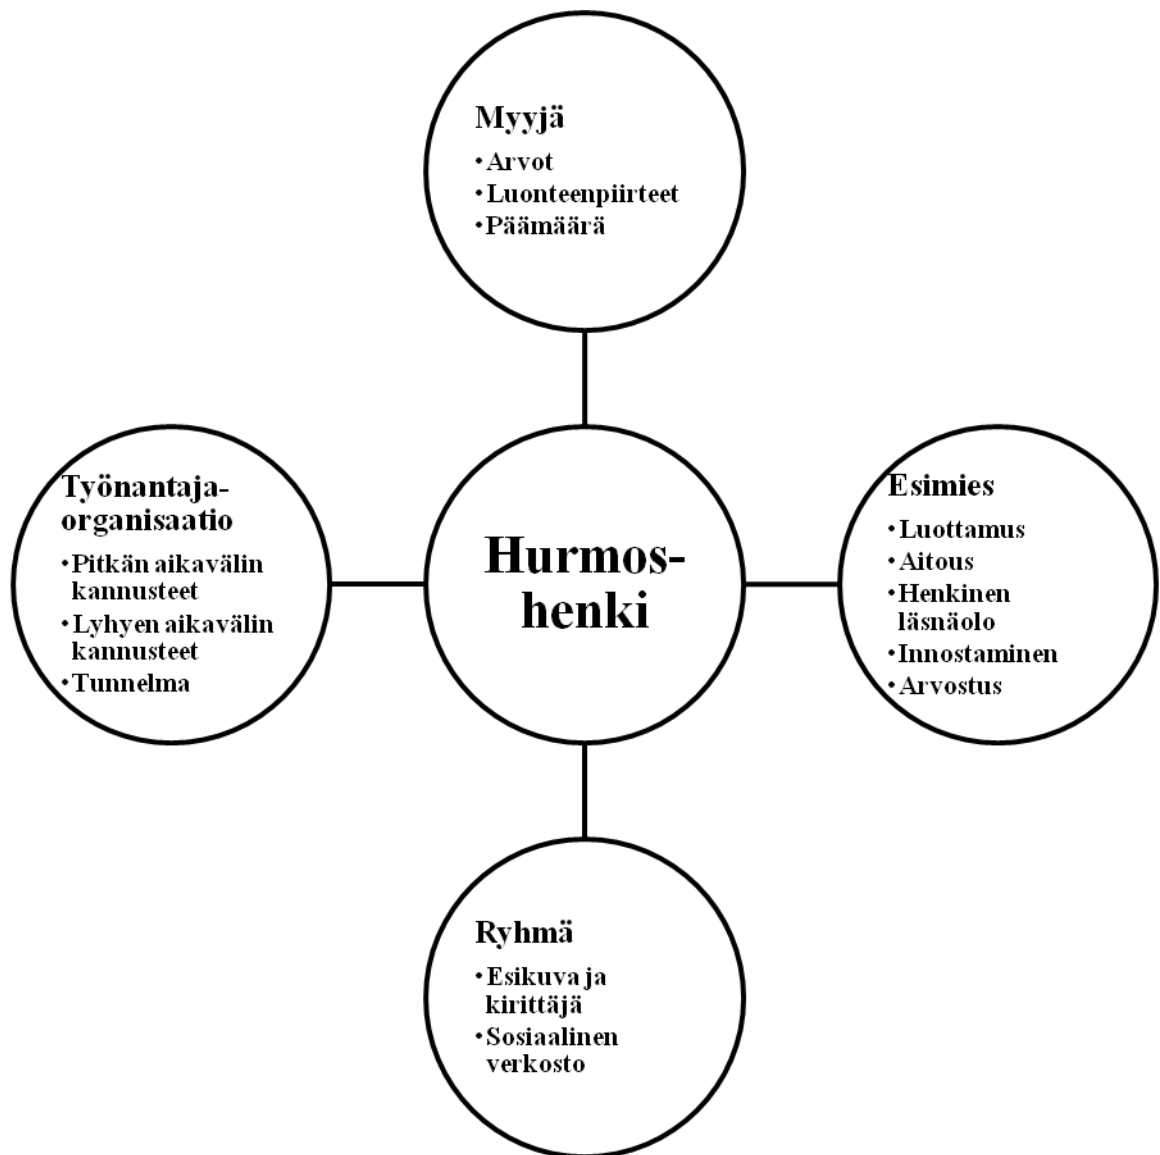 Myyjä
•Arvot
•Luonteenpiirteet
•Päämäärä
Työnantaja-
organisaatio
•Pitkän aikavälin
kannusteet
•Lyhyen aikavälin
kannusteet
•Tunnelma
Hurmos-
henki
Esimies
•Luottamus
•Aitous
•Henkinen
läsnäolo
•Innostaminen
•Arvostus
Ryhmä
•Esikuva ja
kirittäjä
•Sosiaalinen
verkosto